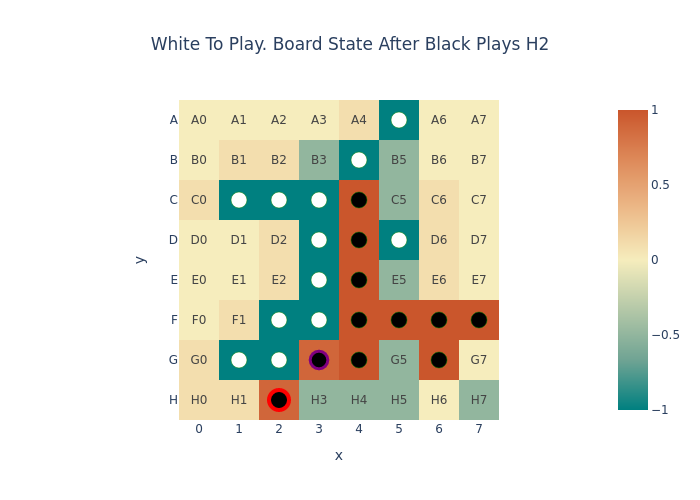 White To Play. Board State After Black Plays H2
A A0 A1 A2 A3 A4 A6 A7
B B0 B1 B2 B3 B5 B6 B7
C C0 C5 C6 C7
D D0 D1 D2 D6 D7
E E0 E1 E2 E5 E6 E7
F F0 F1
G G0 G5 G7
H H0 H1 H3 H4 H5 H6 H7
0 1 2 3 4 5 6 7
x
y
1
0.5
0
−0.5
−1